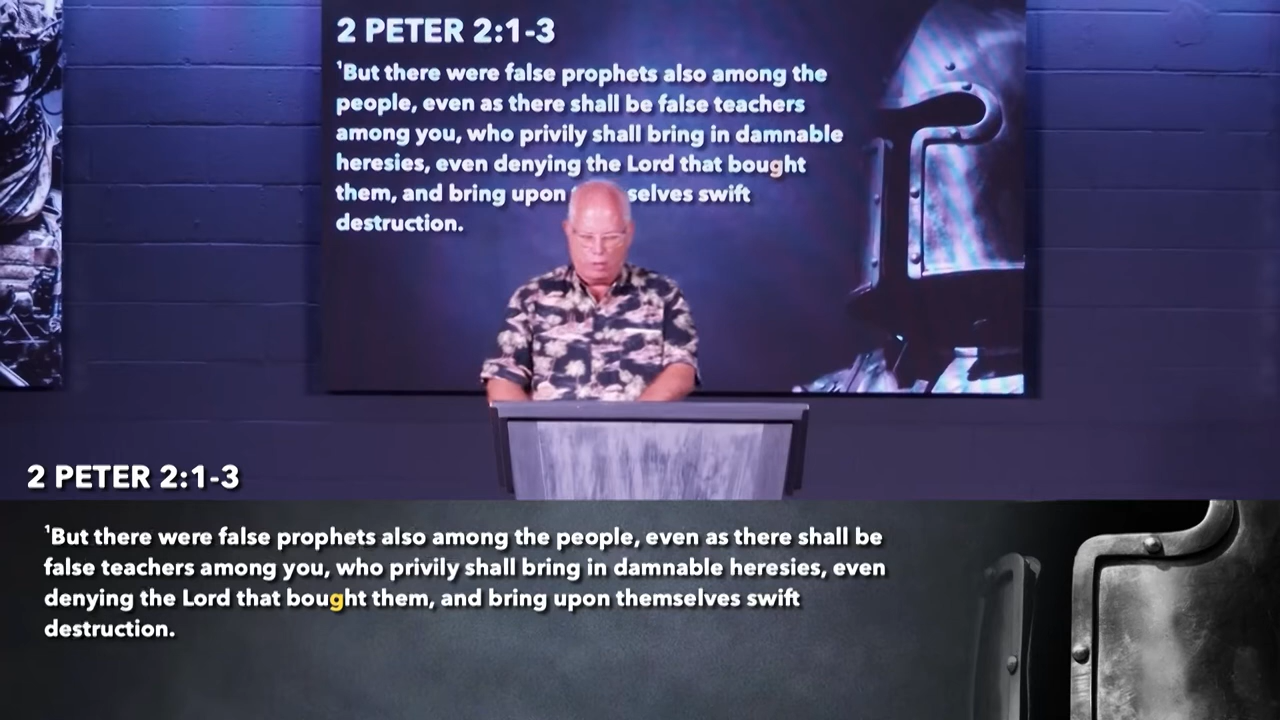 2 PETER 2:1-3
¹But there were false prophets also among the
people, even as there shall be false teachers
among you, who privily shall bring in damnable
heresies, even denying the Lord that bought
them, and bring upon selves swift
destruction.
2 PETER 2:1-3
¹But there were false prophets also among the people, even as there shall be
false teachers among you, who privily shall bring in damnable heresies, even
denying the Lord that bought them, and bring upon themselves swift
destruction.